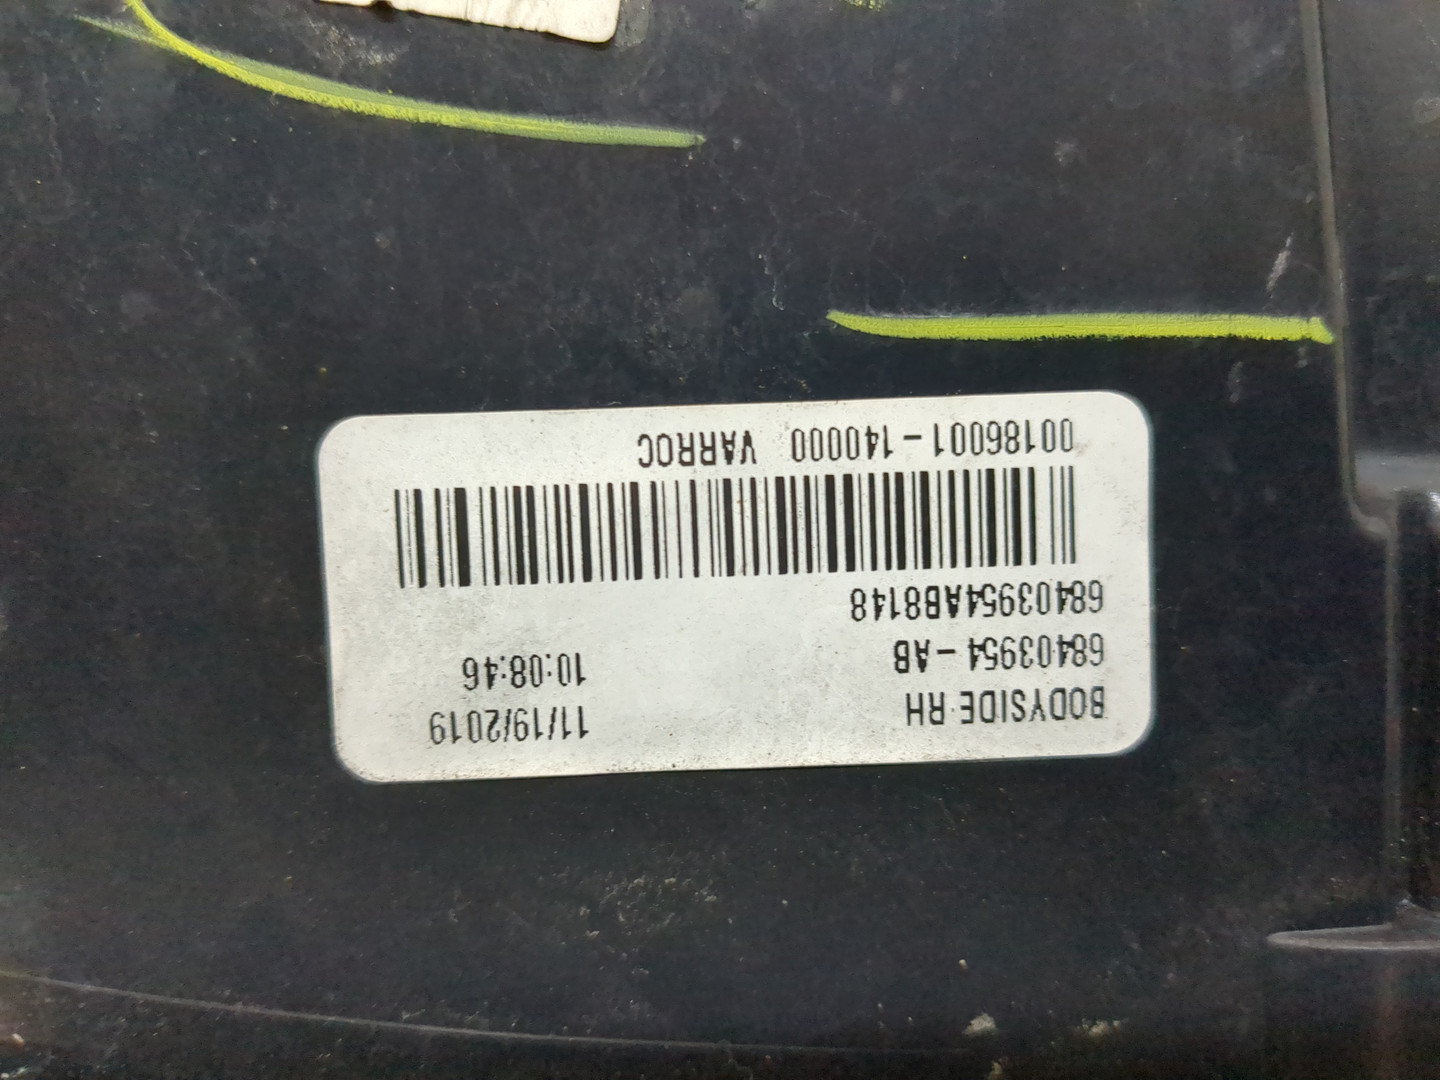 BODYSIDE RH 11/19/2019
68403954-AB 10:08:46
68403954AB8148
00186001-140000 VARROC